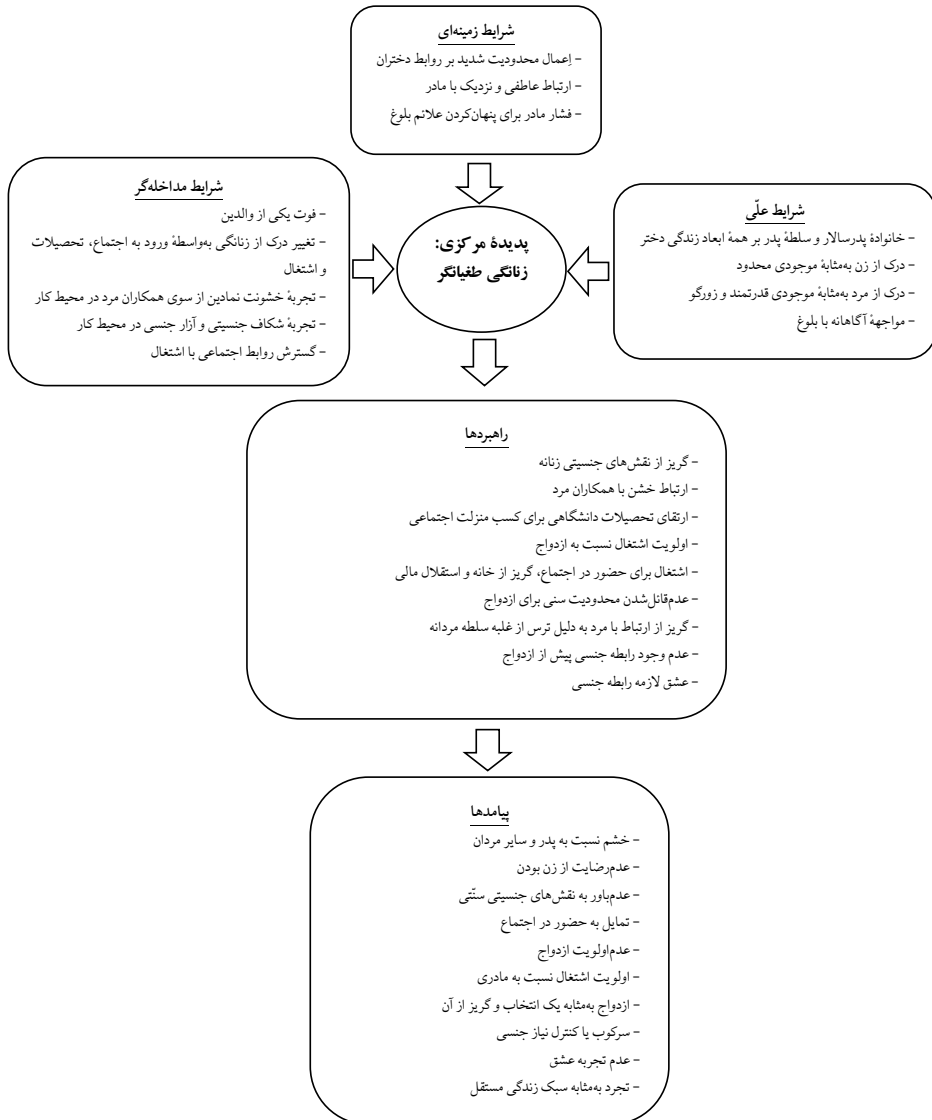 شرایط زمینه‌ای
- اِعمال محدودیت شدید بر روابط دختران
- ارتباط عاطفی و نزدیک با مادر
- فشار مادر برای پنهان‌کردن علائم بلوغ
شرایط علّی
- خانوادهٔ پدرسالار و سلطهٔ پدر بر همهٔ ابعاد زندگی دختر
- درک از زن به‌مثابهٔ موجودی محدود
- درک از مرد به‌مثابهٔ موجودی قدرتمند و زورگو
- مواجههٔ آگاهانه با بلوغ
پدیدهٔ مرکزی:
زنانگی طغیانگر
شرایط مداخله‌گر
- فوت یکی از والدین
- تغییر درک از زنانگی به‌واسطهٔ ورود به اجتماع، تحصیلات
و اشتغال
- تجربهٔ خشونت نمادین از سوی همکاران مرد در محیط کار
- تجربهٔ شکاف جنسیتی و آزار جنسی در محیط کار
- گسترش روابط اجتماعی با اشتغال
راهبردها
- گریز از نقش‌های جنسیتی زنانه
- ارتباط خشن با همکاران مرد
- ارتقای تحصیلات دانشگاهی برای کسب منزلت اجتماعی
- اولویت اشتغال نسبت به ازدواج
- اشتغال برای حضور در اجتماع، گریز از خانه و استقلال مالی
- عدم‌قائل‌شدن محدودیت سنی برای ازدواج
- گریز از ارتباط با مرد به دلیل ترس از غلبه سلطه مردانه
- عدم وجود رابطه جنسی پیش از ازدواج
- عشق لازمه رابطه جنسی
پیامدها
- خشم نسبت به پدر و سایر مردان
- عدم‌رضایت از زن بودن
- عدم‌باور به نقش‌های جنسیتی سنّتی
- تمایل به حضور در اجتماع
- عدم‌اولویت ازدواج
- اولویت اشتغال نسبت به مادری
- ازدواج به‌مثابه یک انتخاب و گریز از آن
- سرکوب یا کنترل نیاز جنسی
- عدم تجربه عشق
- تجرد به‌مثابه سبک زندگی مستقل